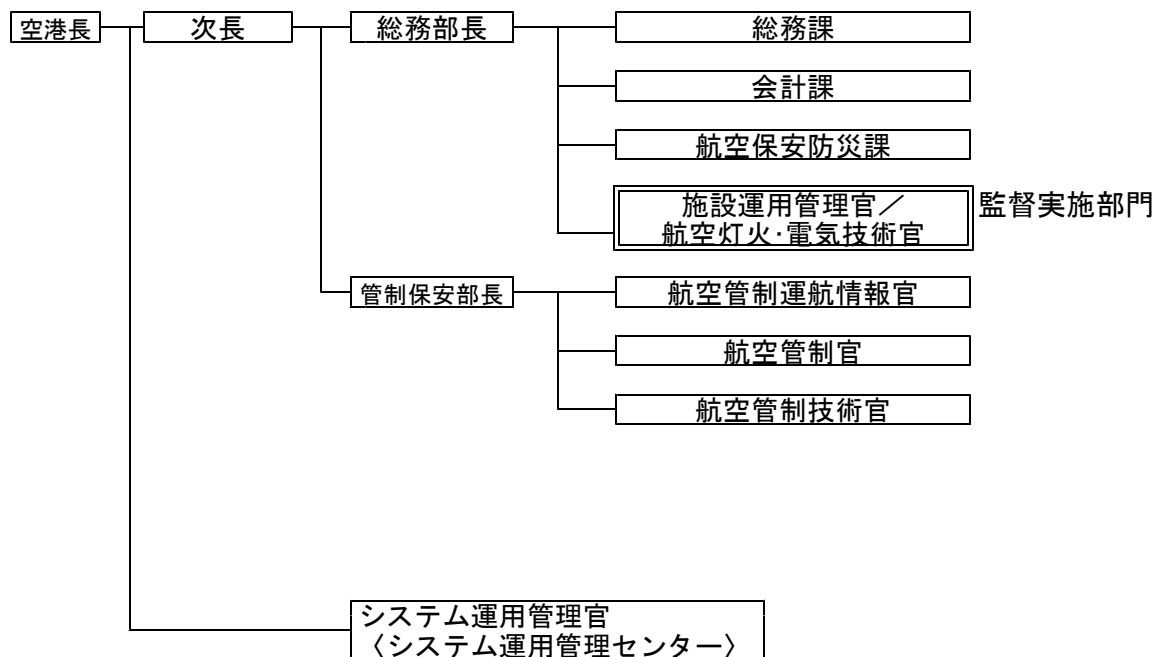 空港長
次長
総務部長
総務課
会計課
航空保安防災課
施設運用管理官／
航空灯火･電気技術官
監督実施部門
管制保安部長
航空管制運航情報官
航空管制官
航空管制技術官
システム運用管理官
〈システム運用管理センター〉